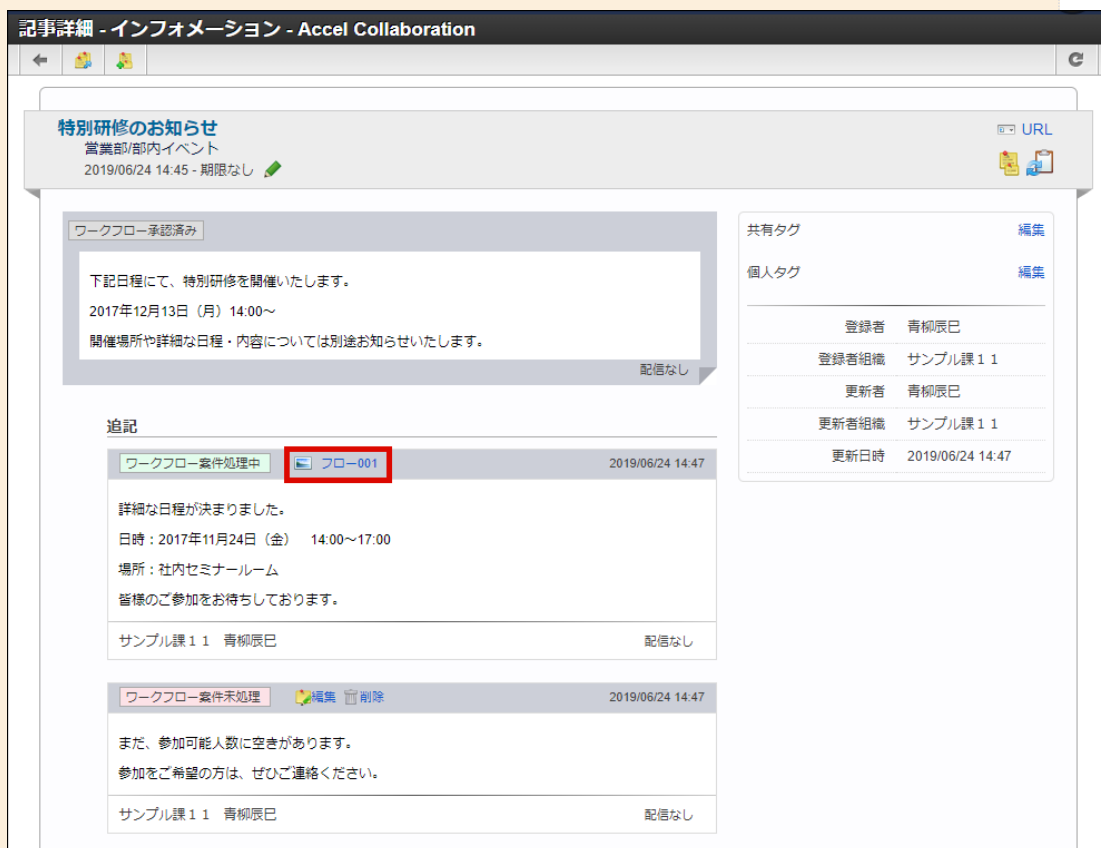 記事詳細 - インフォメーション - Accel Collaboration
特別研修のお知らせ
URL
営業部/部内イベント
2019/06/24 14:45 - 期限なし
ワークフロー承認済み
下記日程にて、特別研修を開催いたします。
2017年12月13日（月）14:00～
開催場所や詳細な日程・内容については別途お知らせいたします。
配信なし
共有タグ 編集
個人タグ 編集
登録者 青柳辰巳
登録者組織 サンプル課１１
更新者 青柳辰巳
更新者組織 サンプル課１１
更新日時 2019/06/24 14:47
追記
ワークフロー案件処理中 フロー001 2019/06/24 14:47
詳細な日程が決まりました。
日時：2017年11月24日（金）　14:00～17:00
場所：社内セミナールーム
皆様のご参加をお待ちしております。
サンプル課１１　青柳辰巳 配信なし
ワークフロー案件未処理 編集 削除 2019/06/24 14:47
まだ、参加可能人数に空きがあります。
参加をご希望の方は、ぜひご連絡ください。
サンプル課１１　青柳辰巳 配信なし